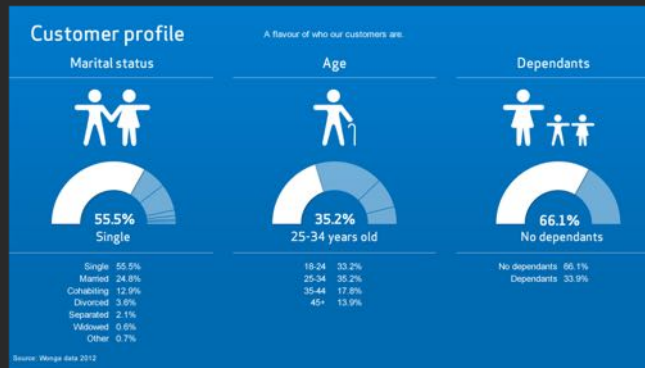 Customer profile
A flavour of who our customers are.
Marital status
Age
Dependants
55.5%
Single
35.2%
25-34 years old
66.1%
No dependants
Single 55.5%
Married 24.8%
Cohabiting 12.9%
Divorced 3.6%
Separated 2.1%
Widowed 0.6%
Other 0.7%
18-24 33.2%
25-34 35.2%
35-44 17.8%
45+ 13.9%
No dependants 66.1%
Dependants 33.9%
Source: Wonga data 2012